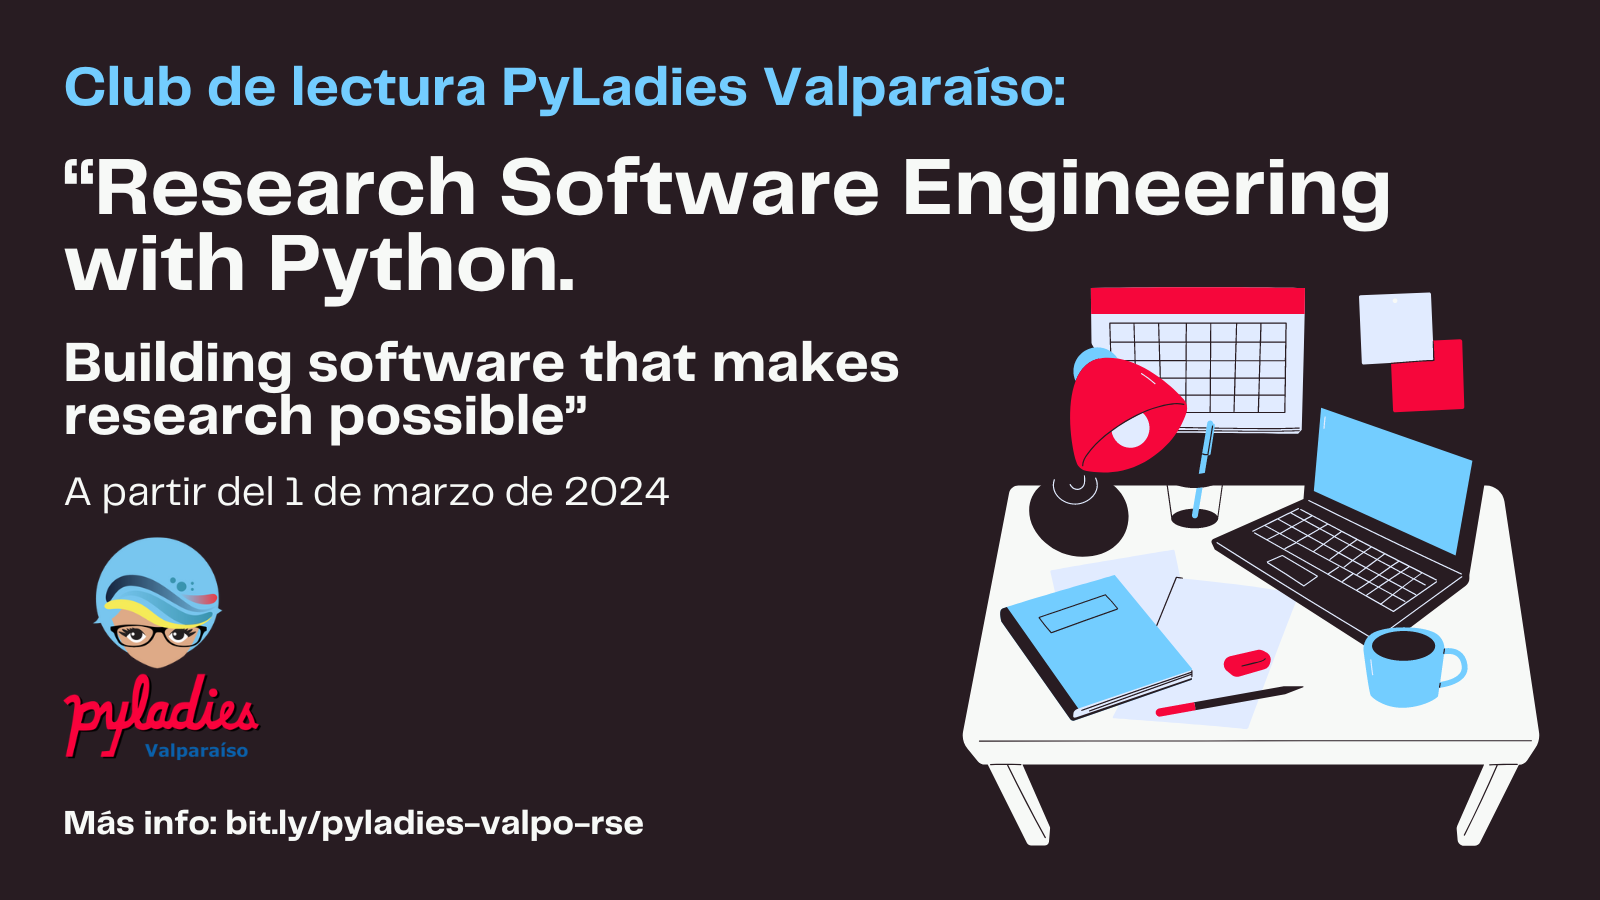 Club de lectura PyLadies Valparaíso:
“Research Software Engineering
with Python.
Building software that makes
research possible”
A partir del 1 de marzo de 2024
pyladies
Valparaíso
Más info: bit.ly/pyladies-valpo-rse